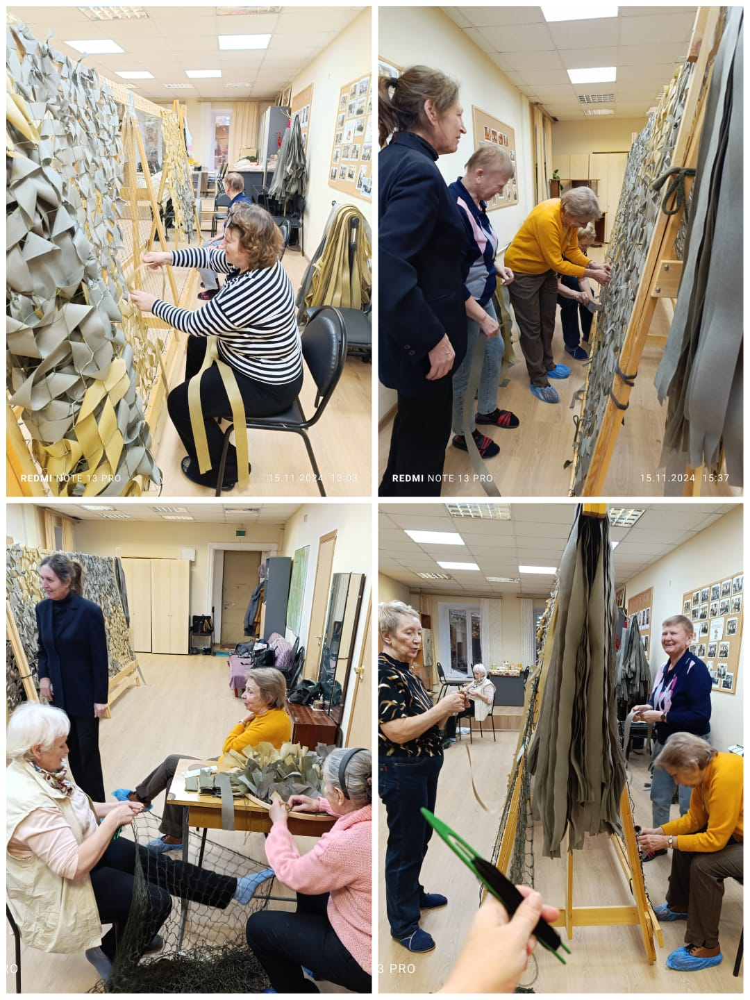 REDMI NOTE 13 PRO
15.11.2024 13:03
REDMI NOTE 13 PRO
15.11.2024 15:37
RO
3 PRO